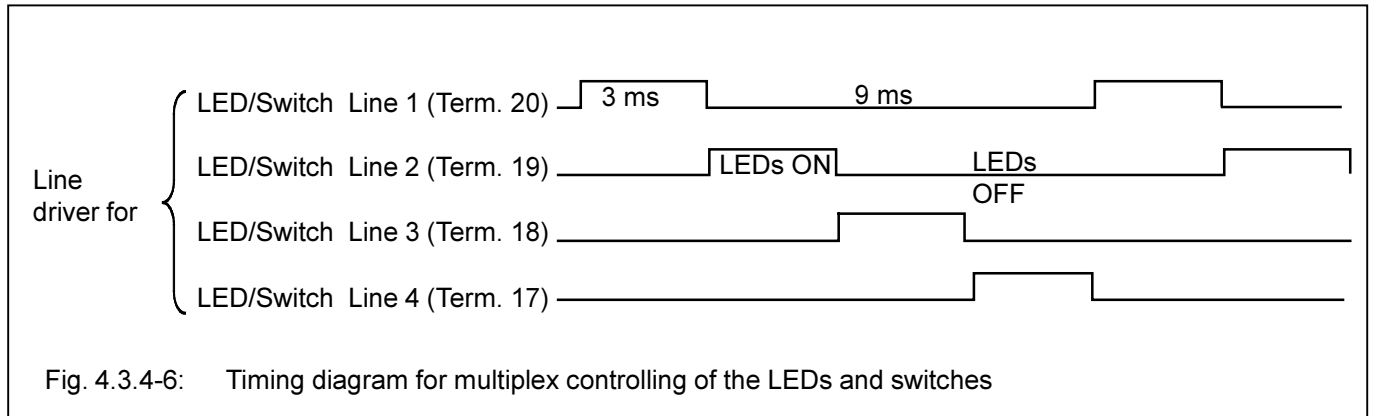 LED/Switch Line 1 (Term. 20) 3 ms 9 ms
LED/Switch Line 2 (Term. 19) LEDs ON LEDs
OFF
Line
driver for
LED/Switch Line 3 (Term. 18)
LED/Switch Line 4 (Term. 17)
Fig. 4.3.4-6: Timing diagram for multiplex controlling of the LEDs and switches